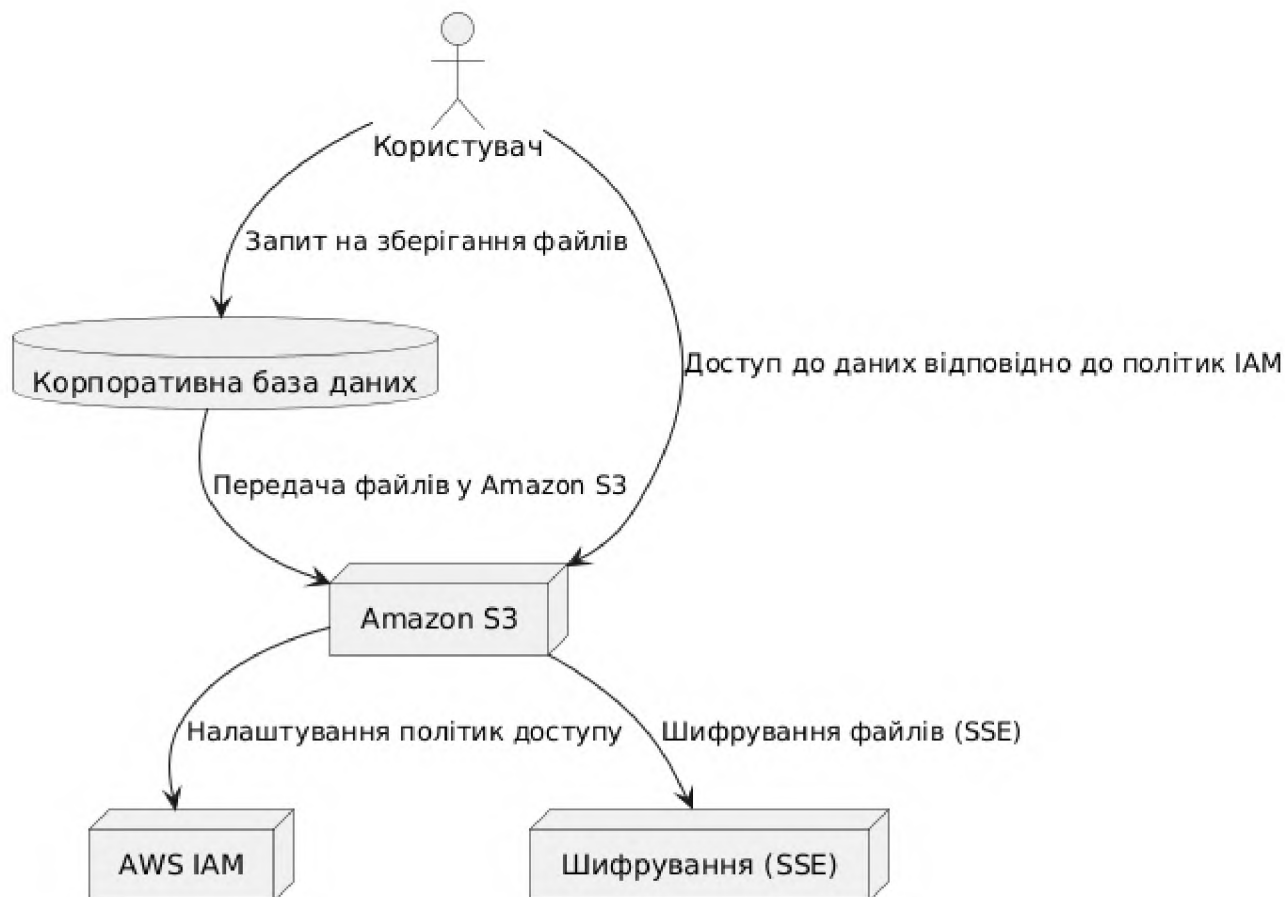 Користувач
Запит на зберігання файлів
Доступ до даних відповідно до політик IAM
Корпоративна база даних
Передача файлів у Amazon S3
Amazon S3
Налаштування політик доступу
Шифрування файлів (SSE)
AWS IAM
Шифрування (SSE)